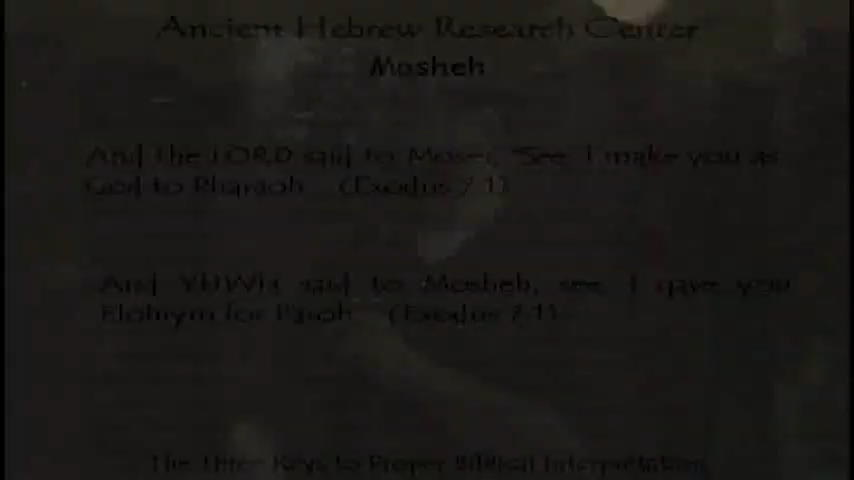 Ancient Hebrew Research Center
Mosheh
And the LORD said to Moses, "See, I make you as
God to Pharaoh (Exodus 7:1)
And YHWH said to Mosheh, see, I gave you
Elohiym for Paroh (Exodus 7:1)
The Three Keys to Proper Biblical Interpretation